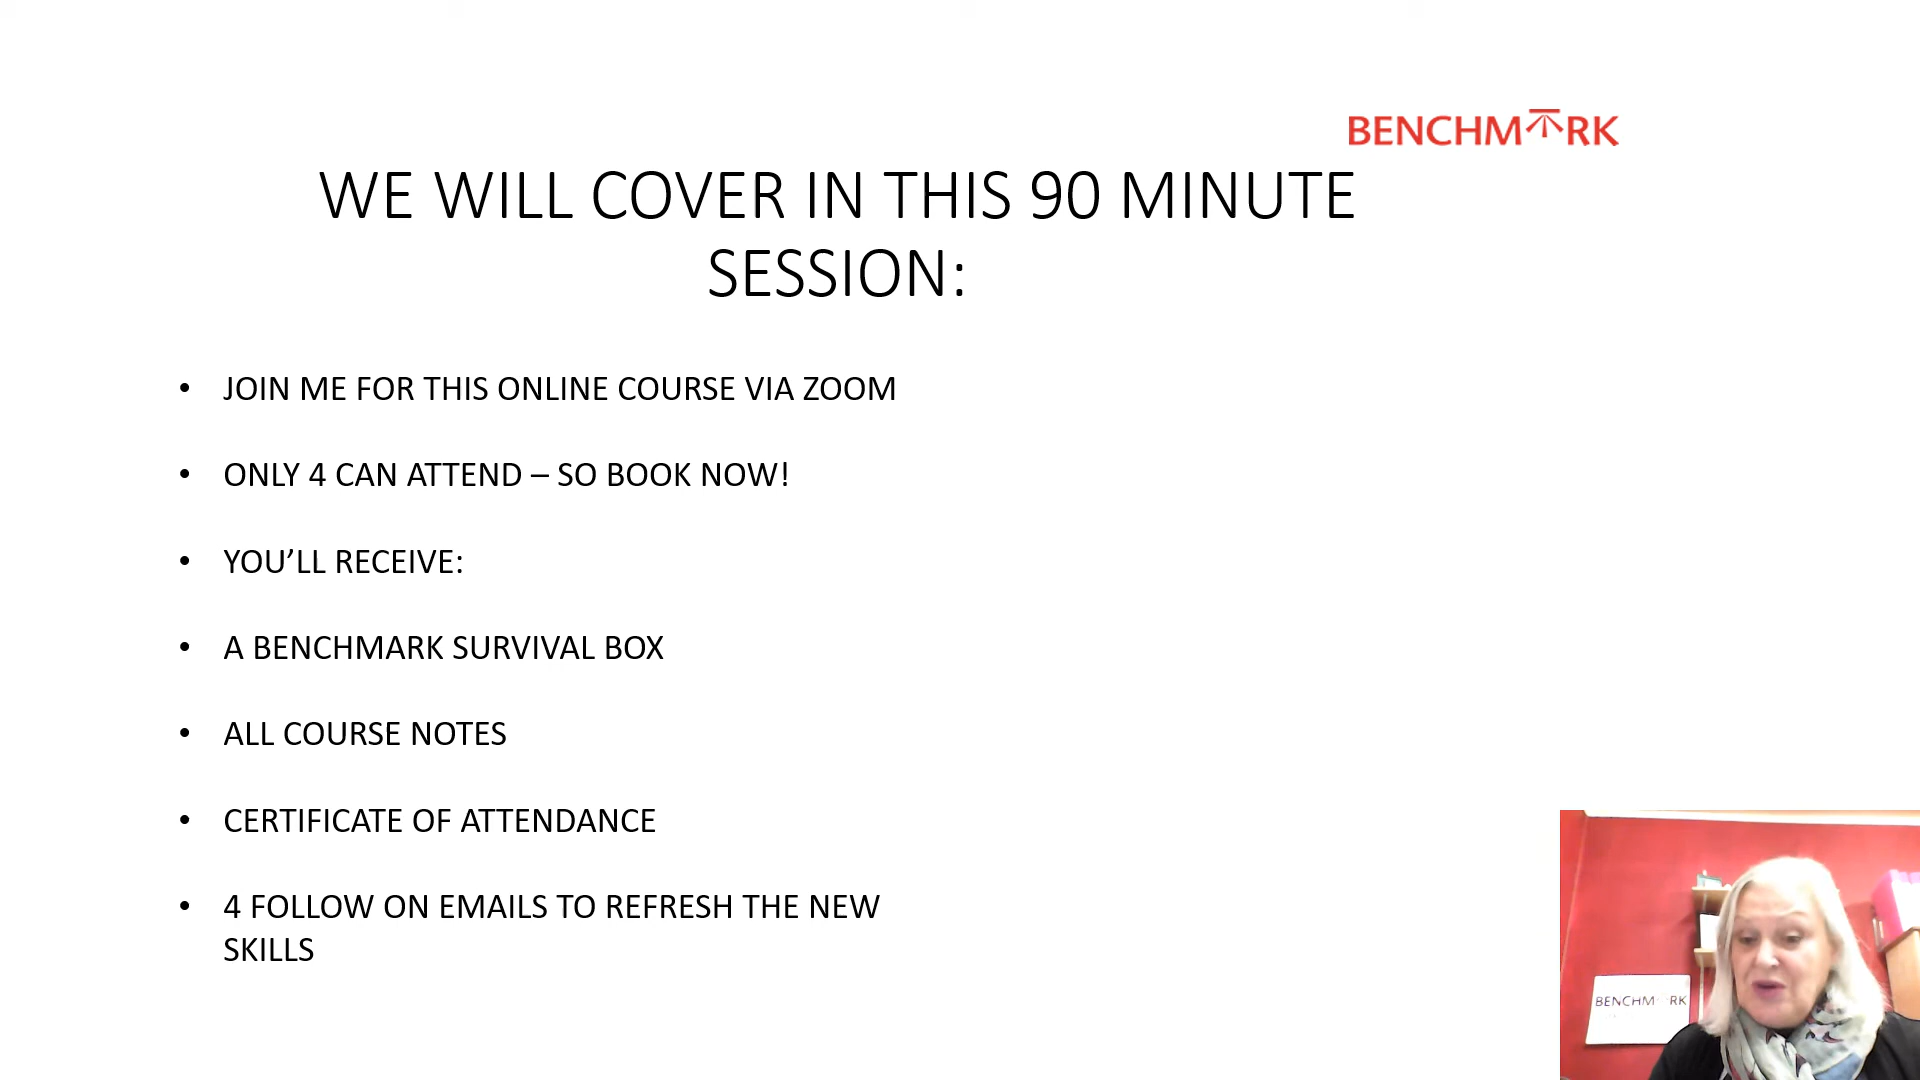 BENCHMARK
WE WILL COVER IN THIS 90 MINUTE
SESSION:
• JOIN ME FOR THIS ONLINE COURSE VIA ZOOM
• ONLY 4 CAN ATTEND – SO BOOK NOW!
• YOU’LL RECEIVE:
• A BENCHMARK SURVIVAL BOX
• ALL COURSE NOTES
• CERTIFICATE OF ATTENDANCE
• 4 FOLLOW ON EMAILS TO REFRESH THE NEW
SKILLS
BENCHMARK